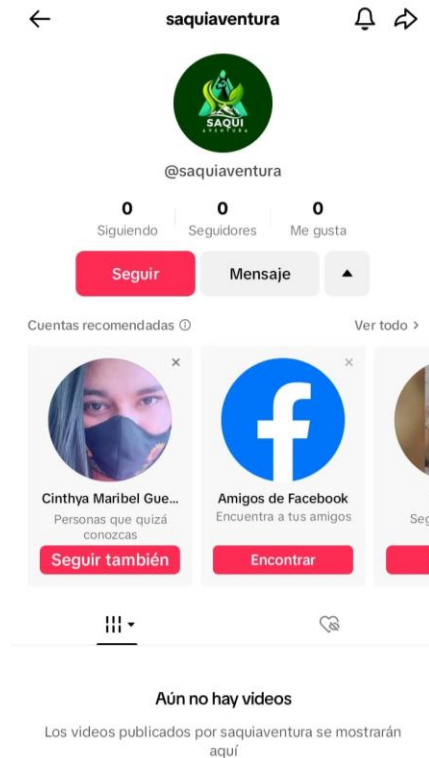 saquiaventura
SAQUI
AVENTURA
@saquiaventura
0 0 0
Siguiendo Seguidores Me gusta
Seguir Mensaje
Cuentas recomendadas Ver todo >
Cinthya Maribel Gue... Amigos de Facebook
Personas que quizá Encuentra a tus amigos
conozcas
Seg
Seguir también Encontrar
Aún no hay videos
Los videos publicados por saquiaventura se mostrarán
aquí